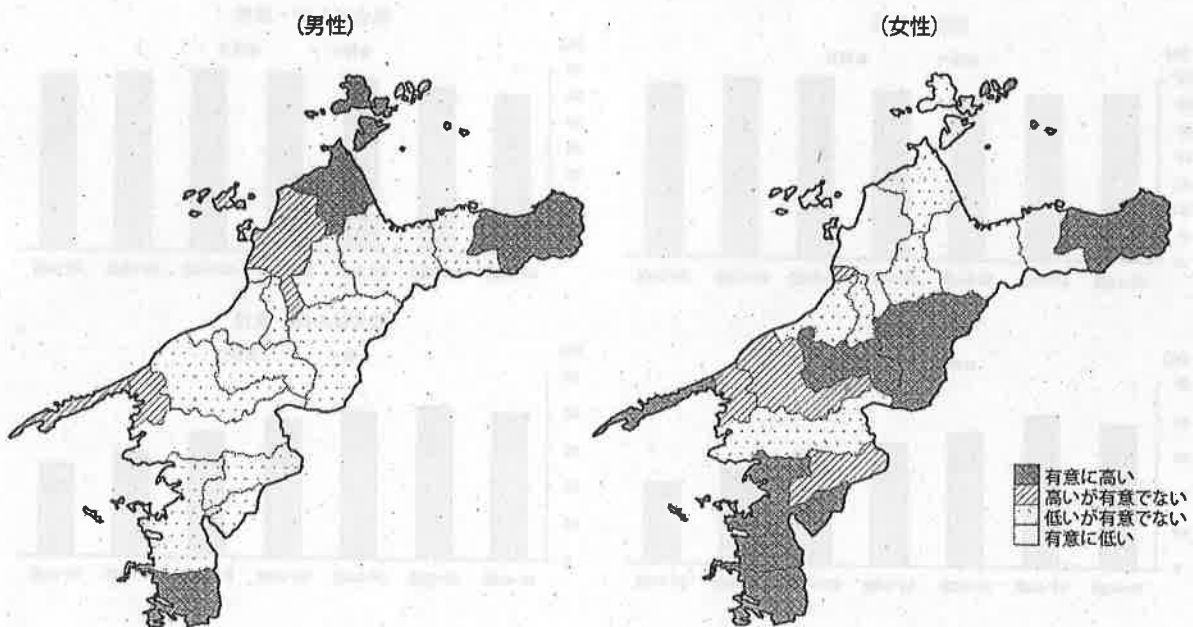 (男性)
(女性)
有意に高い
高いが有意でない
低いが有意でない
有意に低い